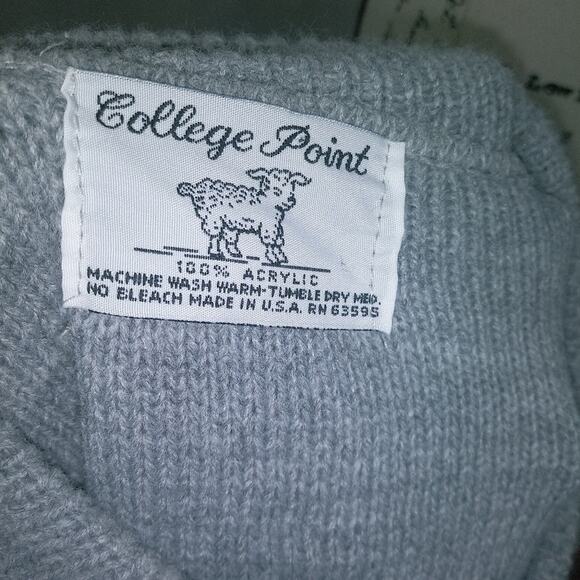 College Point
100% ACRYLIC
MACHINE WASH WARM-TUMBLE DRY MED.
NO BLEACH MADE IN U.S.A. RN 63595